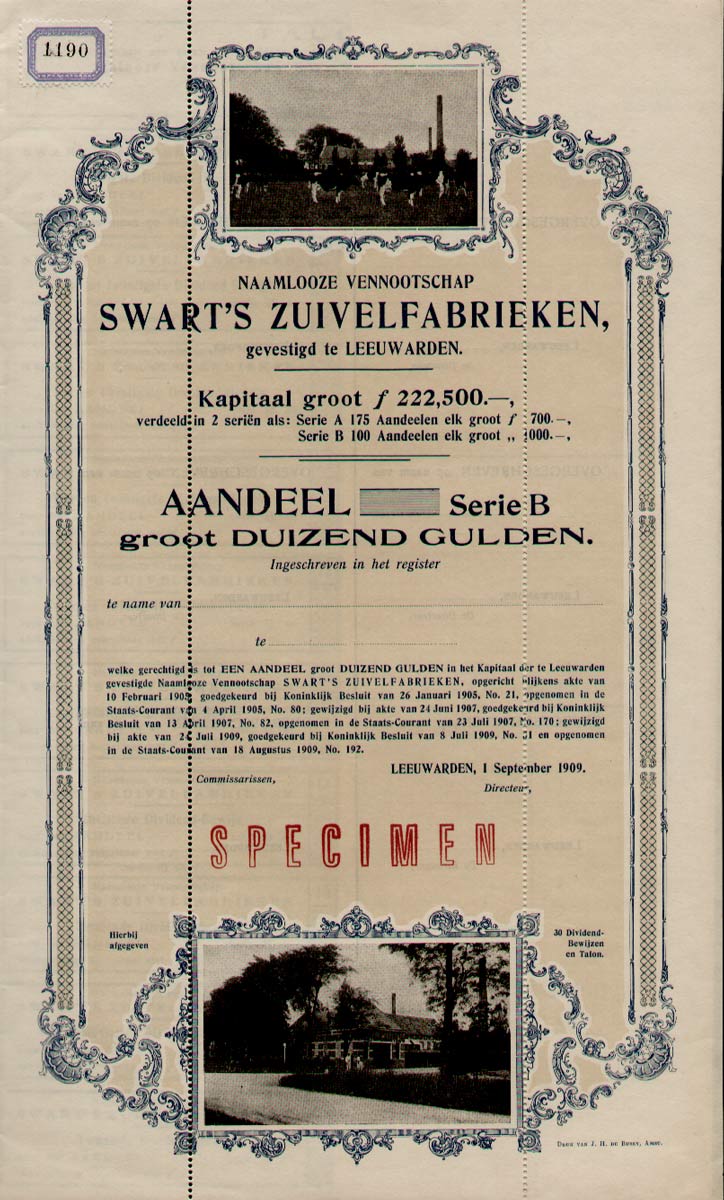 1190
NAAMLOOZE VENNOOTSCHAP
SWART'S ZUIVELFABRIEKEN,
gevestigd te LEEUWARDEN.
Kapitaal groot f 222,500.—,
verdeeld in 2 seriën als: Serie A 175 Aandeelen elk groot f 700.—,
Serie B 100 Aandeelen elk groot „ 1000.—,
AANDEEL Serie B
groot DUIZEND GULDEN.
Ingeschreven in het register
te name van
te
welke gerechtigd is tot EEN AANDEEL groot DUIZEND GULDEN in het Kapitaal der te Leeuwarden
gevestigde Naamlooze Vennootschap SWART'S ZUIVELFABRIEKEN, opgericht blijkens akte van
10 Februari 1905, goedgekeurd bij Koninklijk Besluit van 26 Januari 1905, No. 21, opgenomen in de
Staats-Courant van 4 April 1905, No. 80; gewijzigd bij akte van 24 Juni 1907, goedgekeurd bij Koninklijk
Besluit van 13 April 1907, No. 82, opgenomen in de Staats-Courant van 23 Juli 1907, No. 170; gewijzigd
bij akte van 24 Juli 1909, goedgekeurd bij Koninklijk Besluit van 8 Juli 1909, No. 51 en opgenomen
in de Staats-Courant van 18 Augustus 1909, No. 192.
LEEUWARDEN, 1 September 1909.
Commissarissen,
Directeur,
SPECIMEN
Hierbij
afgegeven
30 Dividend-
Bewijzen
en Talon.
DRUK VAN J. H. DE BUSSY, AMST.